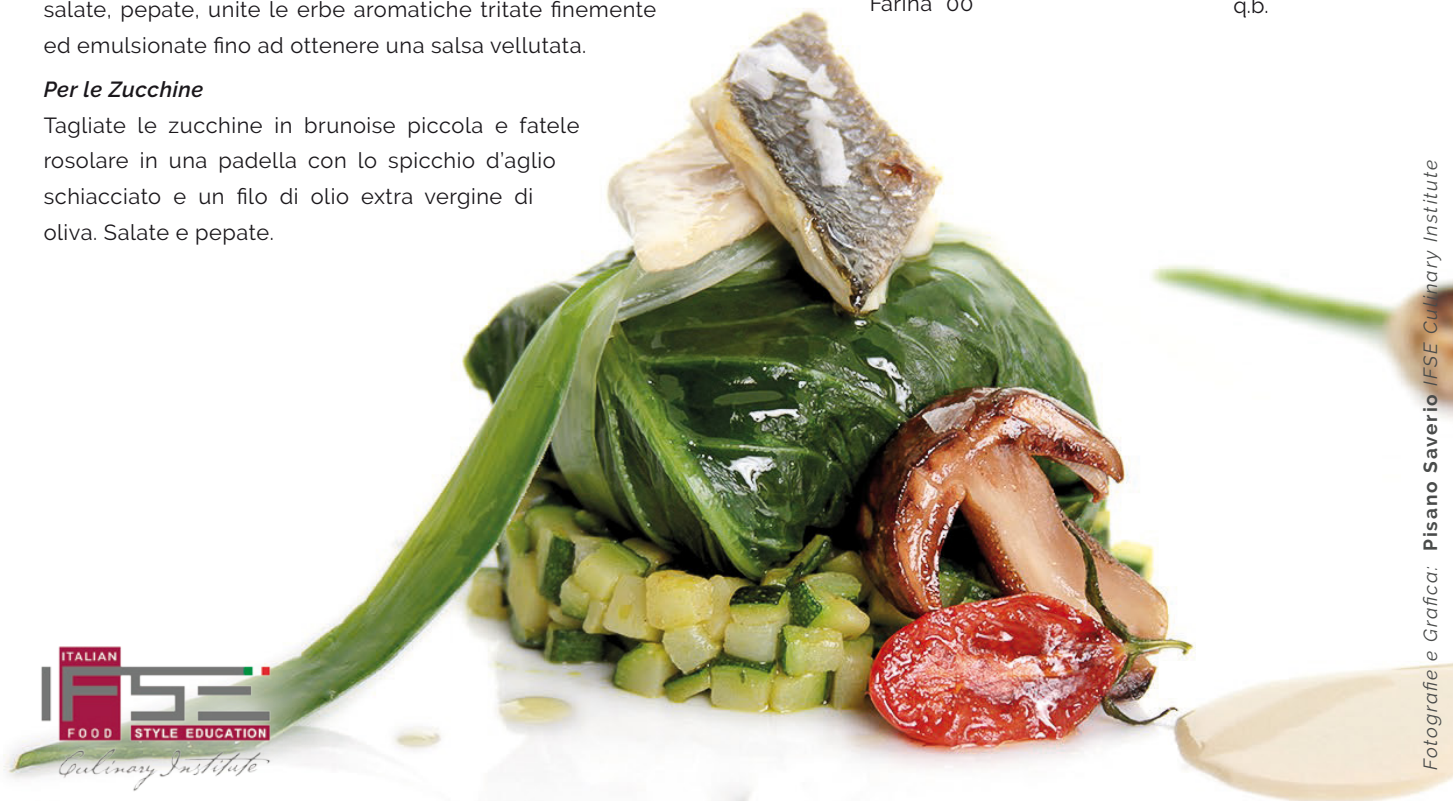 salate, pepate, unite le erbe aromatiche tritate finemente
ed emulsionate fino ad ottenere una salsa vellutata.
Per le Zucchine
Tagliate le zucchine in brunoise piccola e fatele
rosolare in una padella con lo spicchio d'aglio
schiacciato e un filo di olio extra vergine di
oliva. Salate e pepate.
Farina 00
q.b.
Fotografie e Grafica: Pisano Saverio IFSE Culinary Institute
ITALIAN
IFSE
FOOD STYLE EDUCATION
Culinary Institute